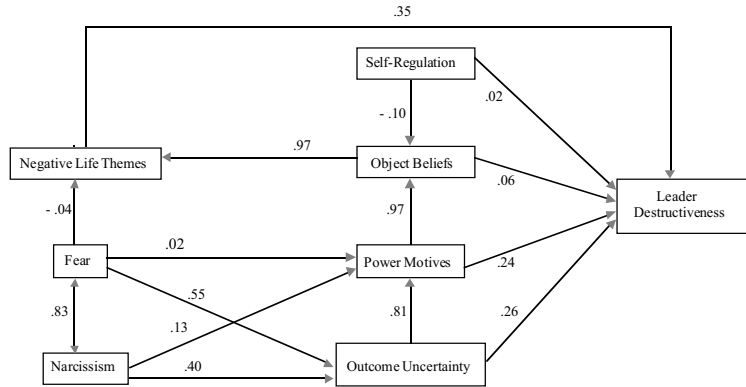 .35
Self-Regulation
.02
- .10
Negative Life Themes
.97
Object Beliefs
.06
Leader
Destructiveness
- .04
.97
Fear
.02
Power Motives
.24
.83
.55
.13
.81
.26
Narcissism
.40
Outcome Uncertainty